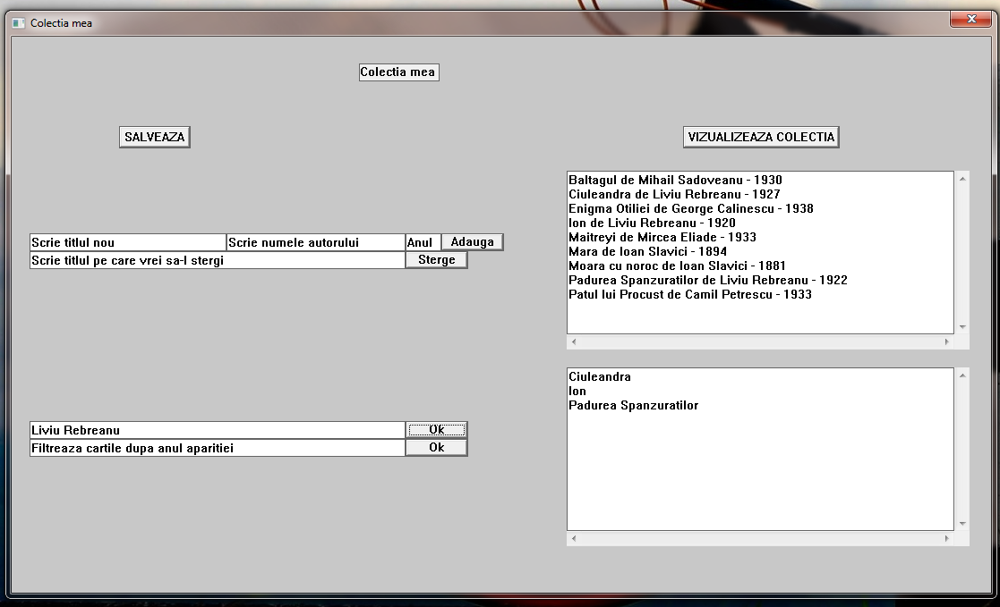 Colectia mea
Colectia mea
SALVEAZA
VIZUALIZEAZA COLECTIA
Baltagul de Mihail Sadoveanu - 1930
Ciuleandra de Liviu Rebreanu - 1927
Enigma Otiliei de George Calinescu - 1938
Ion de Liviu Rebreanu - 1920
Maitreyi de Mircea Eliade - 1933
Mara de Ioan Slavici - 1894
Moara cu noroc de Ioan Slavici - 1881
Padurea Spanzuratilor de Liviu Rebreanu - 1922
Patul lui Procust de Camil Petrescu - 1933
Scrie titlul nou Scrie numele autorului Anul Adauga
Scrie titlul pe care vrei sa-l stergi Sterge
Ciuleandra
Ion
Padurea Spanzuratilor
Liviu Rebreanu Ok
Filtreaza cartile dupa anul aparitiei Ok